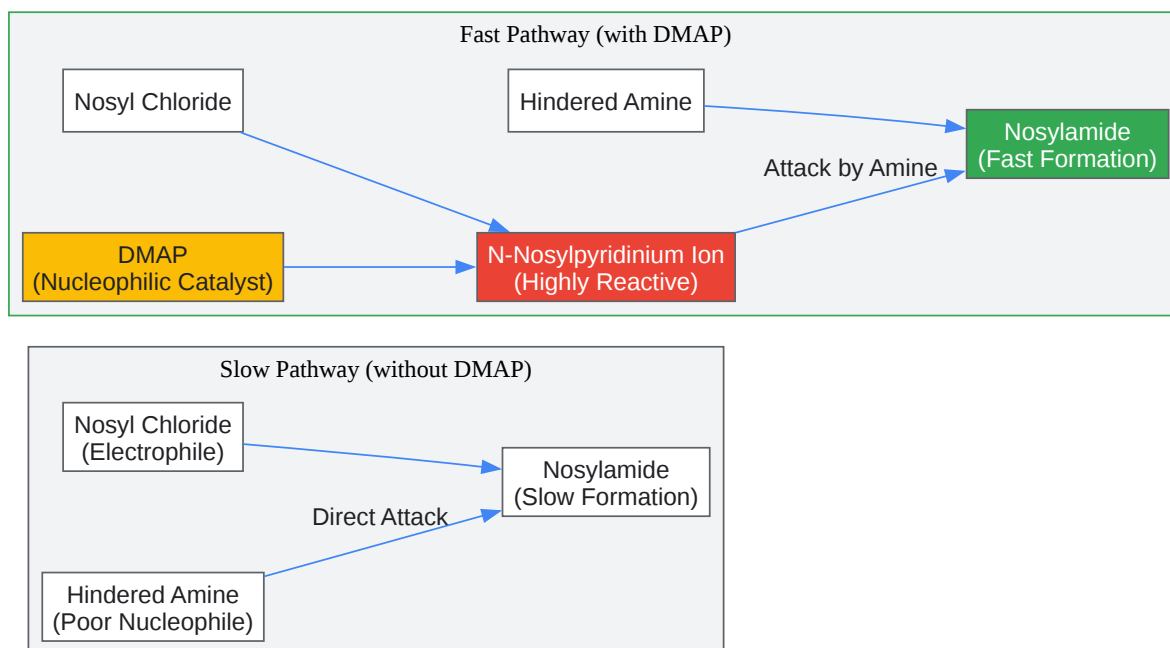 Fast Pathway (with DMAP)
Nosyl Chloride
Hindered Amine
Nosylamide
(Fast Formation)
Attack by Amine
DMAP
(Nucleophilic Catalyst)
N-Nosylpyridinium Ion
(Highly Reactive)
Slow Pathway (without DMAP)
Nosyl Chloride
(Electrophile)
Nosylamide
(Slow Formation)
Direct Attack
Hindered Amine
(Poor Nucleophile)